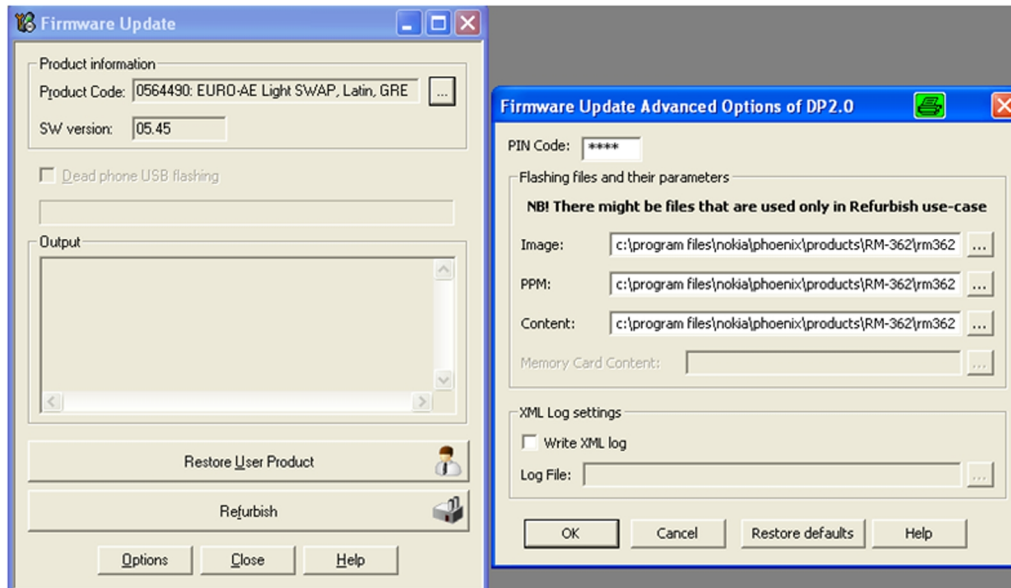 Firmware Update
Product information
Product Code: 0564490: EURO-AE Light SWAP, Latin, GRE ...
SW version: 05.45
Dead phone USB flashing
Output
Restore User Product
Refurbish
Options Close Help
Firmware Update Advanced Options of DP2.0
PIN Code: ****
Flashing files and their parameters
NB! There might be files that are used only in Refurbish use-case
Image: c:\program files\nokia\phoenix\products\RM-362\rm362 ...
PPM: c:\program files\nokia\phoenix\products\RM-362\rm362 ...
Content: c:\program files\nokia\phoenix\products\RM-362\rm362 ...
Memory Card Content: ...
XML Log settings
Write XML log
Log File: ...
OK Cancel Restore defaults Help